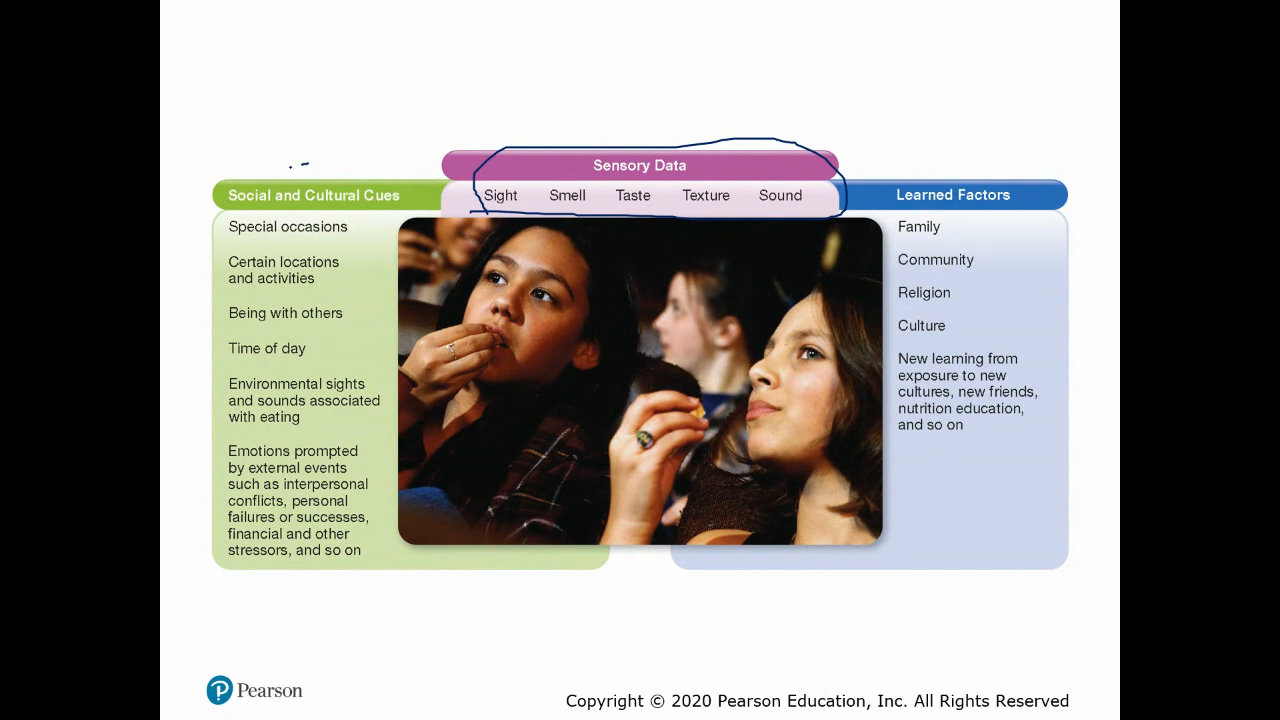 Sensory Data
Sight Smell Taste Texture Sound
Social and Cultural Cues
Special occasions
Certain locations
and activities
Being with others
Time of day
Environmental sights
and sounds associated
with eating
Emotions prompted
by external events
such as interpersonal
conflicts, personal
failures or successes,
financial and other
stressors, and so on
Learned Factors
Family
Community
Religion
Culture
New learning from
exposure to new
cultures, new friends,
nutrition education,
and so on
Pearson
Copyright © 2020 Pearson Education, Inc. All Rights Reserved